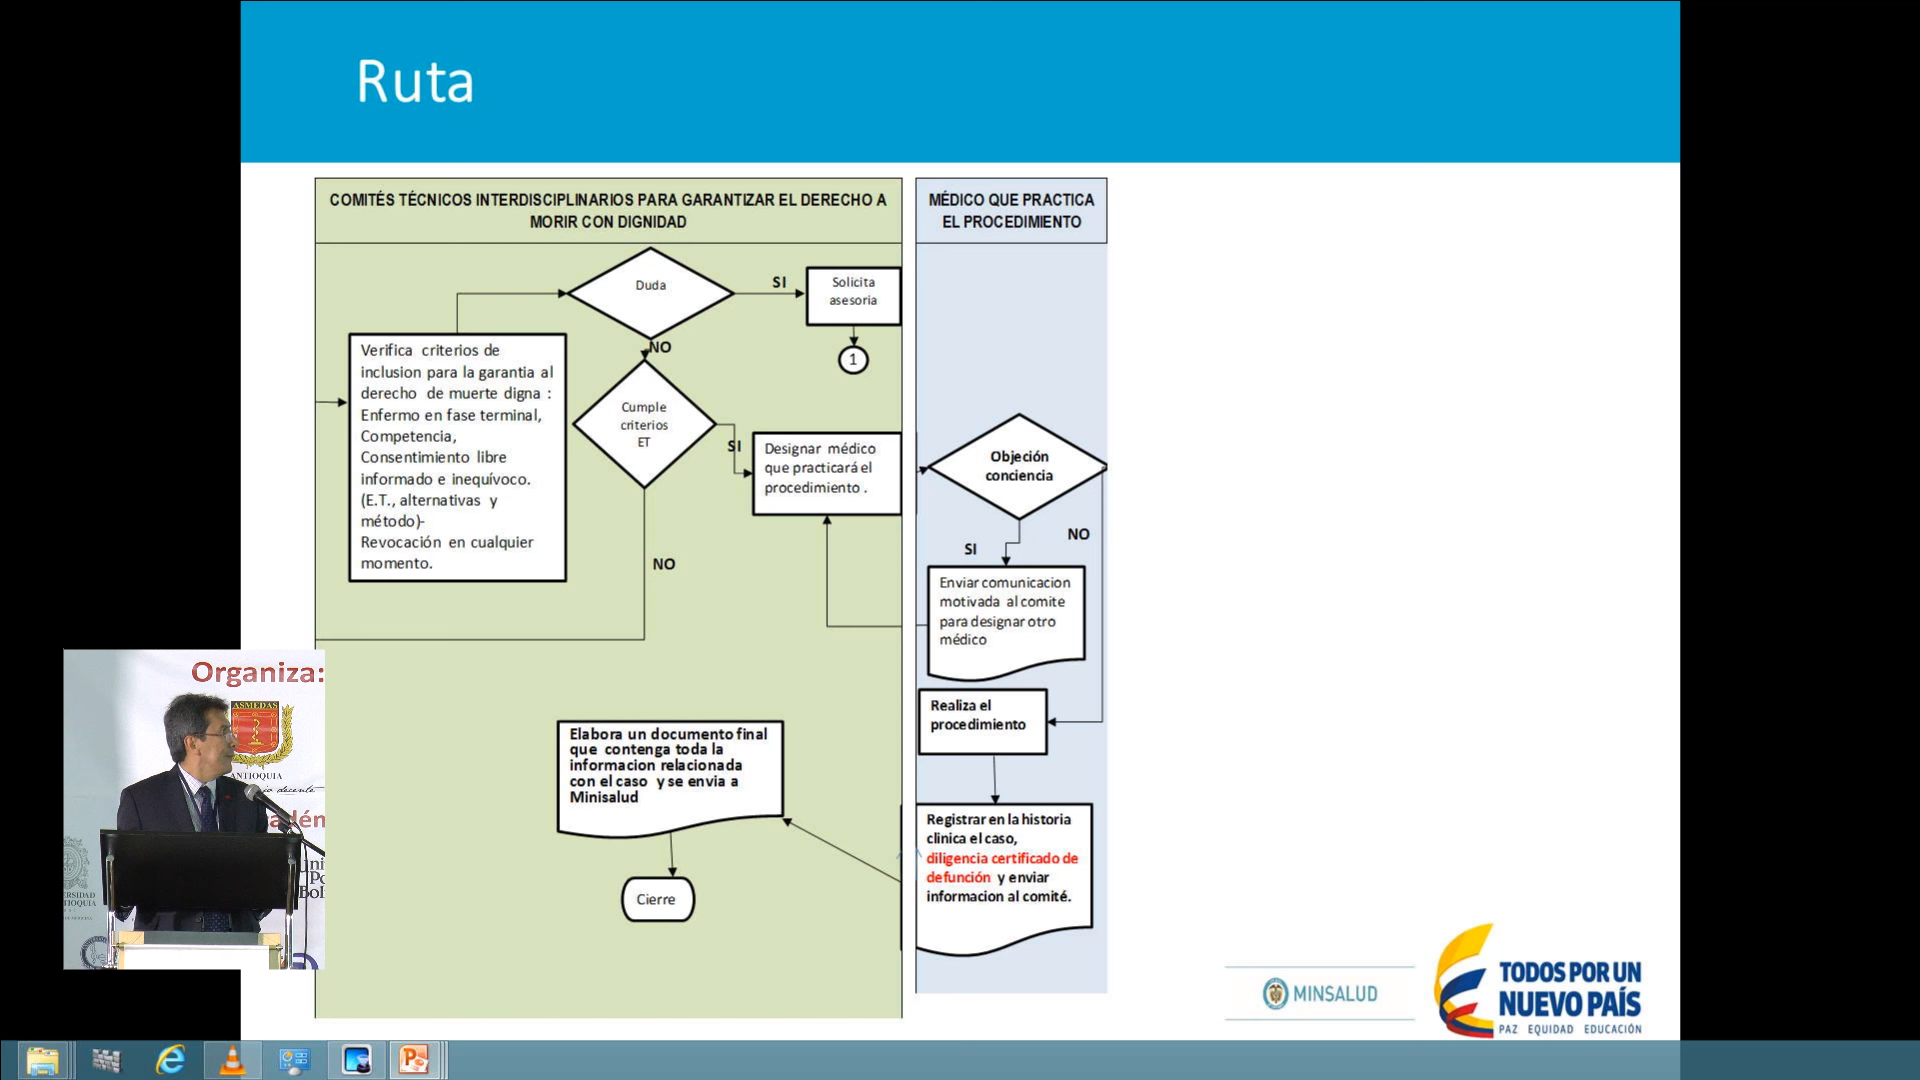 Ruta
COMITÉS TÉCNICOS INTERDISCIPLINARIOS PARA GARANTIZAR EL DERECHO A
MORIR CON DIGNIDAD
Duda
SI
Solicita
asesoria
1
NO
Verifica criterios de
inclusion para la garantia al
derecho de muerte digna :
Enfermo en fase terminal,
Competencia,
Consentimiento libre
informado e inequívoco.
(E.T., alternativas y
método)-
Revocación en cualquier
momento.
Cumple
criterios
ET
SI
Designar médico
que practicará el
procedimiento .
NO
Elabora un documento final
que contenga toda la
informacion relacionada
con el caso y se envia a
Minisalud
Cierre
MÉDICO QUE PRACTICA
EL PROCEDIMIENTO
Objeción
conciencia
NO
SI
Enviar comunicacion
motivada al comite
para designar otro
médico
Realiza el
procedimiento
Registrar en la historia
clinica el caso,
diligencia certificado de
defunción y enviar
informacion al comité.
Organiza:
ASMEDAS
ANTIOQUIA
MINSALUD
TODOS POR UN
NUEVO PAÍS
PAZ EQUIDAD EDUCACIÓN